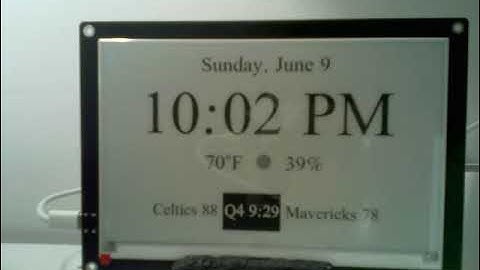 Sunday, June 9
10:02 PM
70°F 39%
Celtics 88 Q4 9:29 Mavericks 78